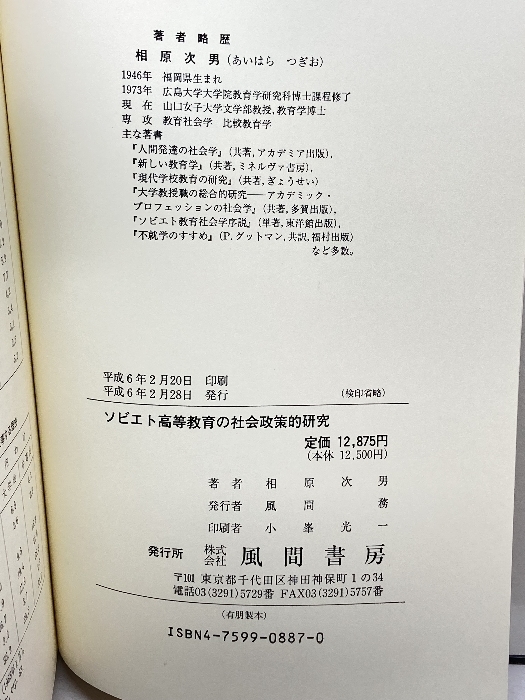 著者略歴
相原次男（あいはら　つぎお）
1946年　福岡県生まれ
1973年　広島大学大学院教育学研究科博士課程修了
現　在　山口女子大学文学部教授，教育学博士
専　攻　教育社会学　比較教育学
主な著書
『人間発達の社会学』（共著，アカデミア出版），
『新しい教育学』（共著，ミネルヴァ書房），
『現代学校教育の研究』（共著，ぎょうせい）
『大学教授職の総合的研究──アカデミック・
プロフェッションの社会学』（共著，多賀出版），
『ソビエト教育社会学序説』（単著，東洋館出版），
『不就学のすすめ』（P．グットマン，共訳，福村出版）
など多数。
平成6年2月20日　印刷
平成6年2月28日　発行　（検印省略）
ソビエト高等教育の社会政策的研究
定価 12,875円
（本体 12,500円）
著　者　相　原　次　男
発行者　風　間　務
印刷者　小　峯　光　一
発行所　株式会社　風間書房
〒101 東京都千代田区神田神保町1の34
電話03(3291)5729番 FAX03(3291)5757番
（有朋製本）
ISBN4-7599-0887-0